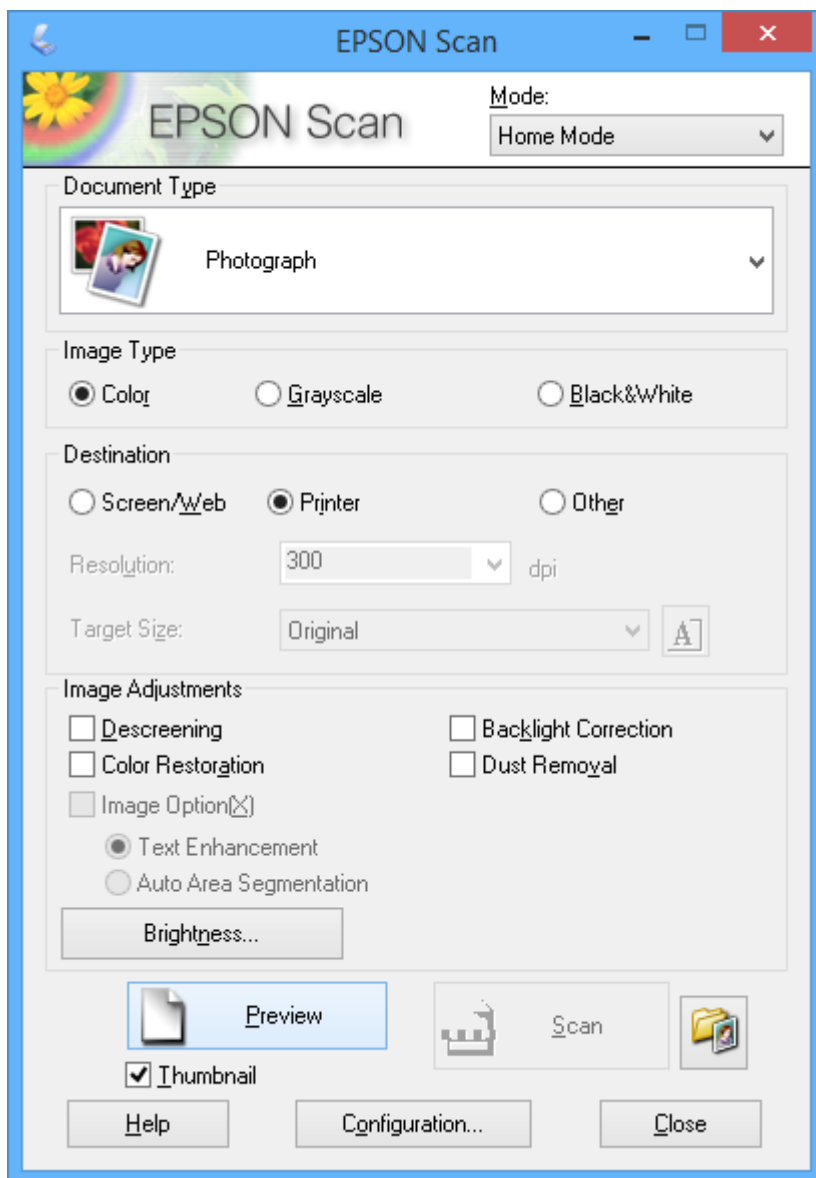 EPSON Scan
EPSON Scan
Mode:
Home Mode
Document Type
Photograph
Image Type
Color Grayscale Black&White
Destination
Screen/Web Printer Other
Resolution: 300 dpi
Target Size: Original A
Image Adjustments
Descreening Backlight Correction
Color Restoration Dust Removal
Image Option(X)
Text Enhancement
Auto Area Segmentation
Brightness...
Preview Scan
Thumbnail
Help Configuration... Close